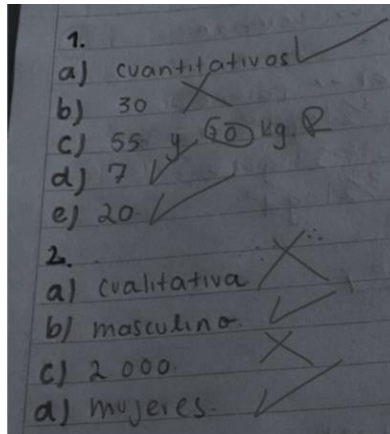 1.
a) cuantitativos
b) 30
c) 55 y 60 kg. R
d) 7
e) 20
2.
a) cualitativa
b) masculino.
c) 2 000.
d) mujeres.